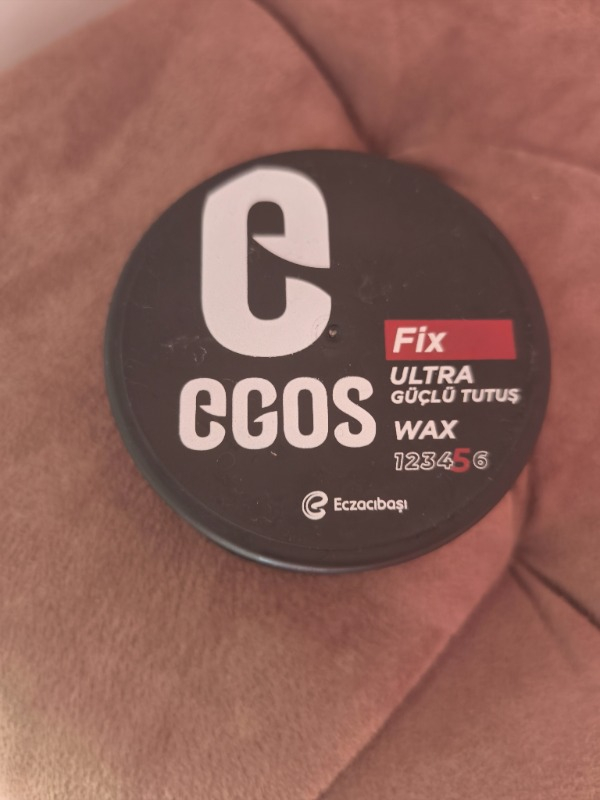 e
egos
Fix
ULTRA
GÜÇLÜ TUTUŞ
WAX
123456
Eczacıbaşı